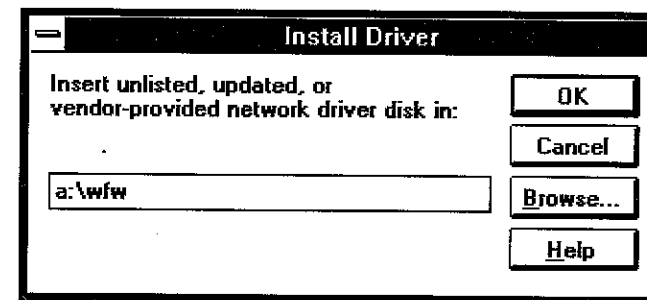 Install Driver
Insert unlisted, updated, or
vendor-provided network driver disk in:
a:\wfw
OK
Cancel
Browse...
Help